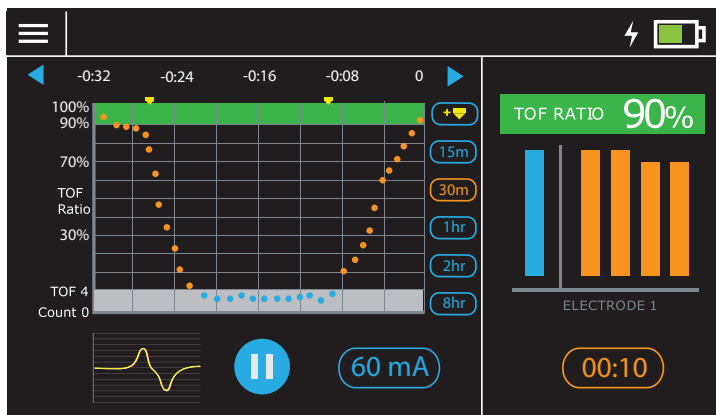 -0:32 -0:24 -0:16 -0:08 0
100%
90%
70%
TOF
Ratio
30%
TOF 4
Count 0
+
15m
30m
1hr
2hr
8hr
60 mA
TOF RATIO 90%
ELECTRODE 1
00:10